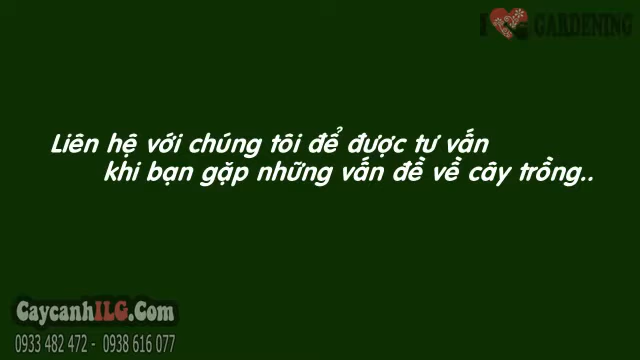 I GARDENING
Liên hệ với chúng tôi để được tư vấn
khi bạn gặp những vấn đề về cây trồng..
CaycanhILG.Com
0933 482 472 - 0938 616 077